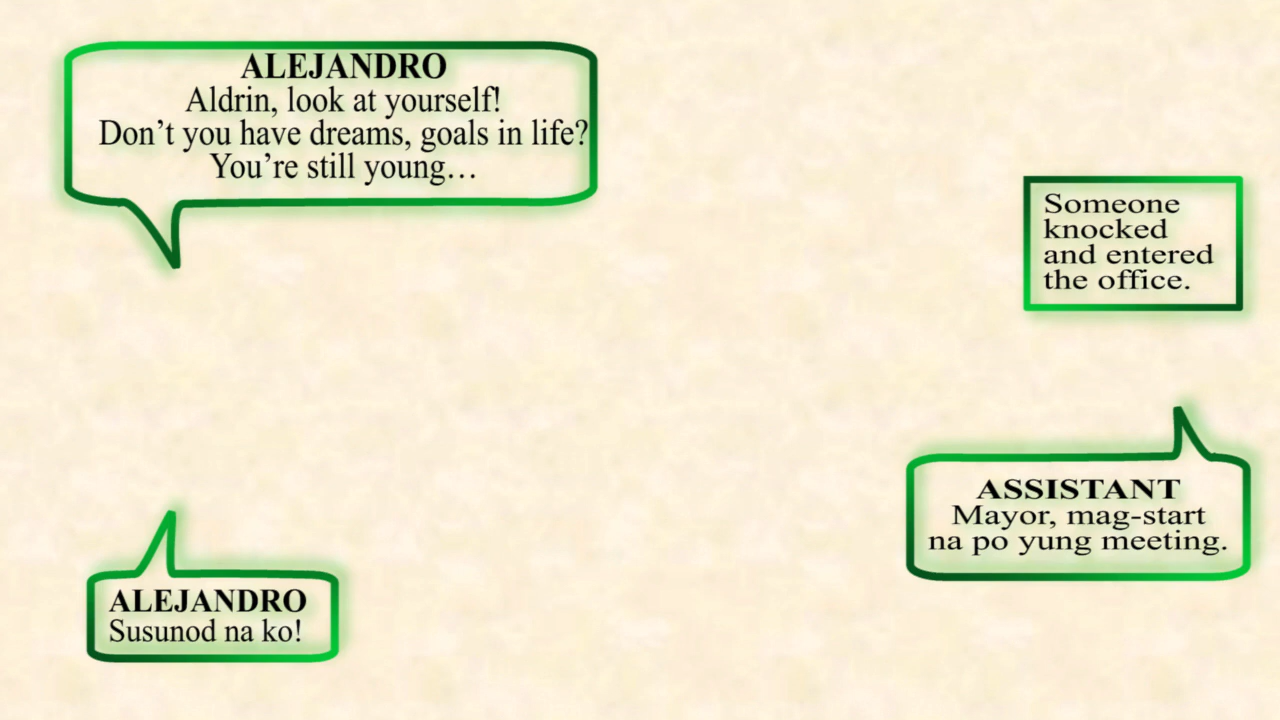 ALEJANDRO
Aldrin, look at yourself!
Don’t you have dreams, goals in life?
You’re still young…
Someone
knocked
and entered
the office.
ASSISTANT
Mayor, mag-start
na po yung meeting.
ALEJANDRO
Susunod na ko!